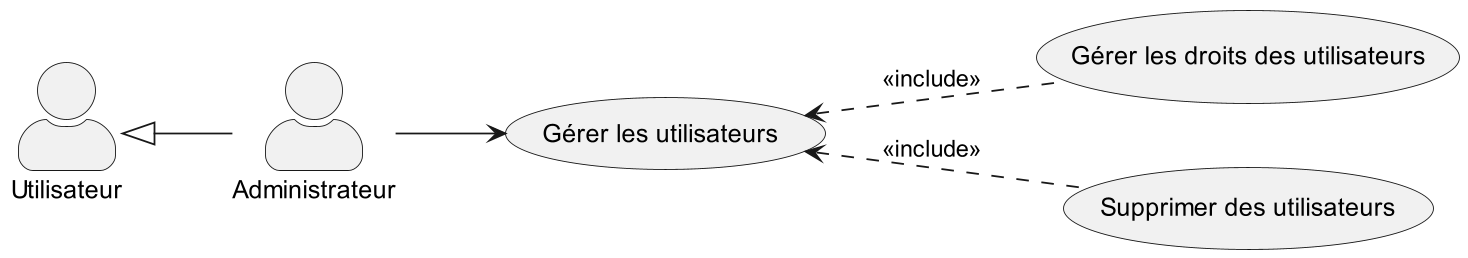 Utilisateur
Administrateur
Gérer les utilisateurs
«include»
Gérer les droits des utilisateurs
«include»
Supprimer des utilisateurs